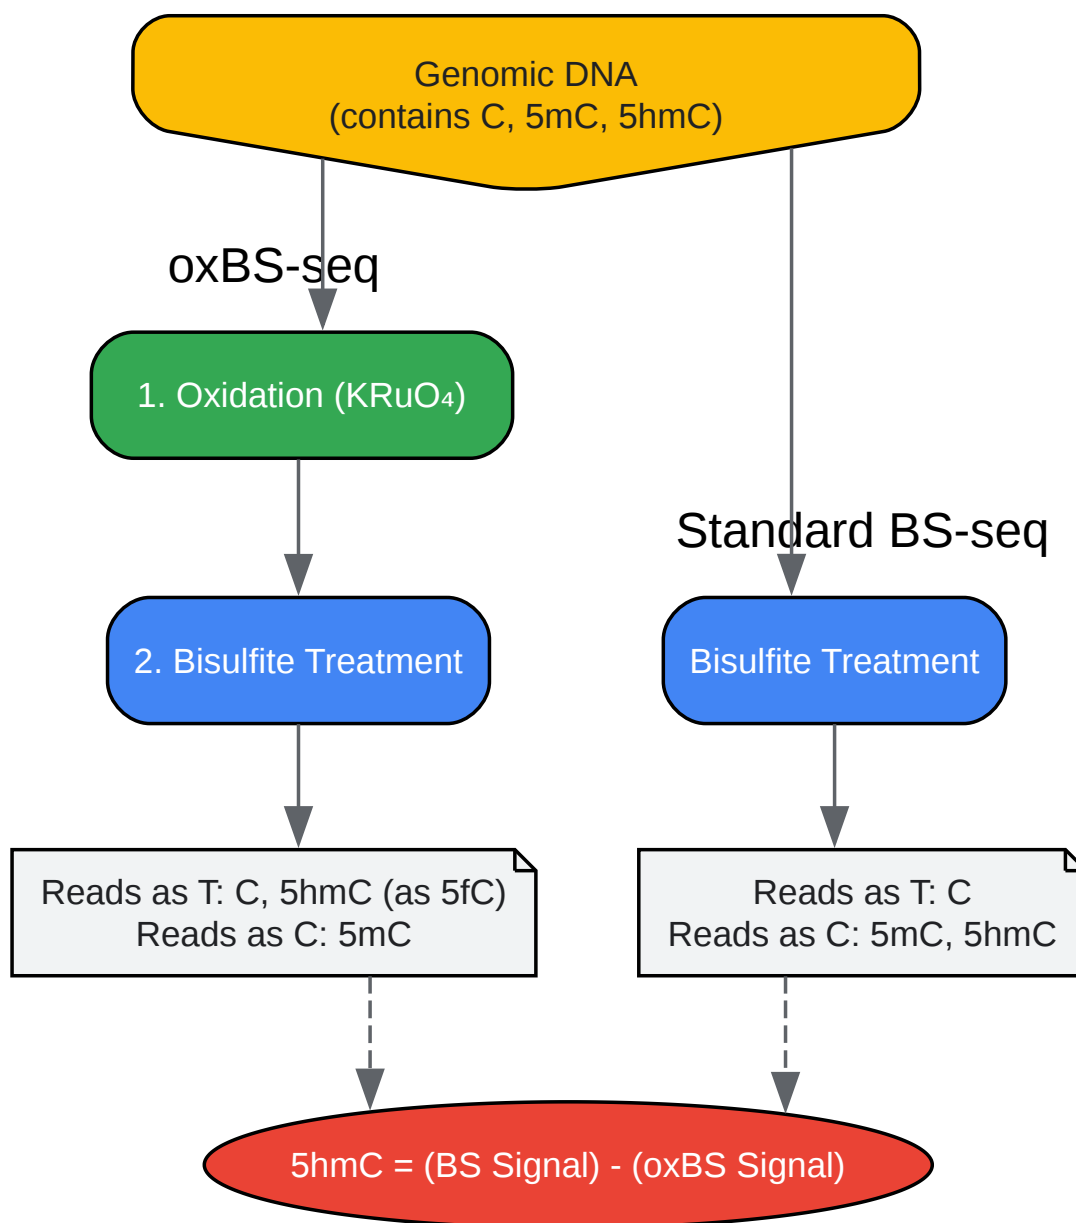 Genomic DNA
(contains C, 5mC, 5hmC)
oxBS-seq
1. Oxidation (KRuO₄)
Standard BS-seq
2. Bisulfite Treatment
Bisulfite Treatment
Reads as T: C, 5hmC (as 5fC)
Reads as C: 5mC
Reads as T: C
Reads as C: 5mC, 5hmC
5hmC = (BS Signal) - (oxBS Signal)